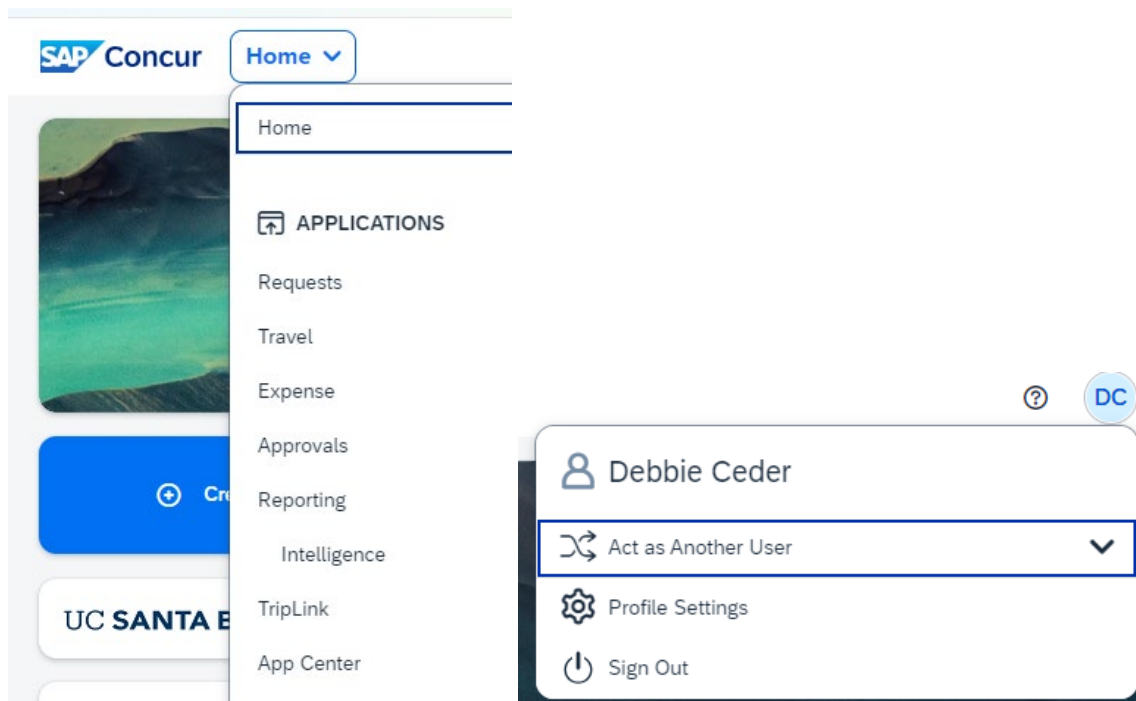 SAP Concur Home
Home
APPLICATIONS
Requests
Travel
Expense
Approvals
Reporting
Intelligence
TripLink
App Center
UC SANTA
DC
Debbie Ceder
Act as Another User
Profile Settings
Sign Out